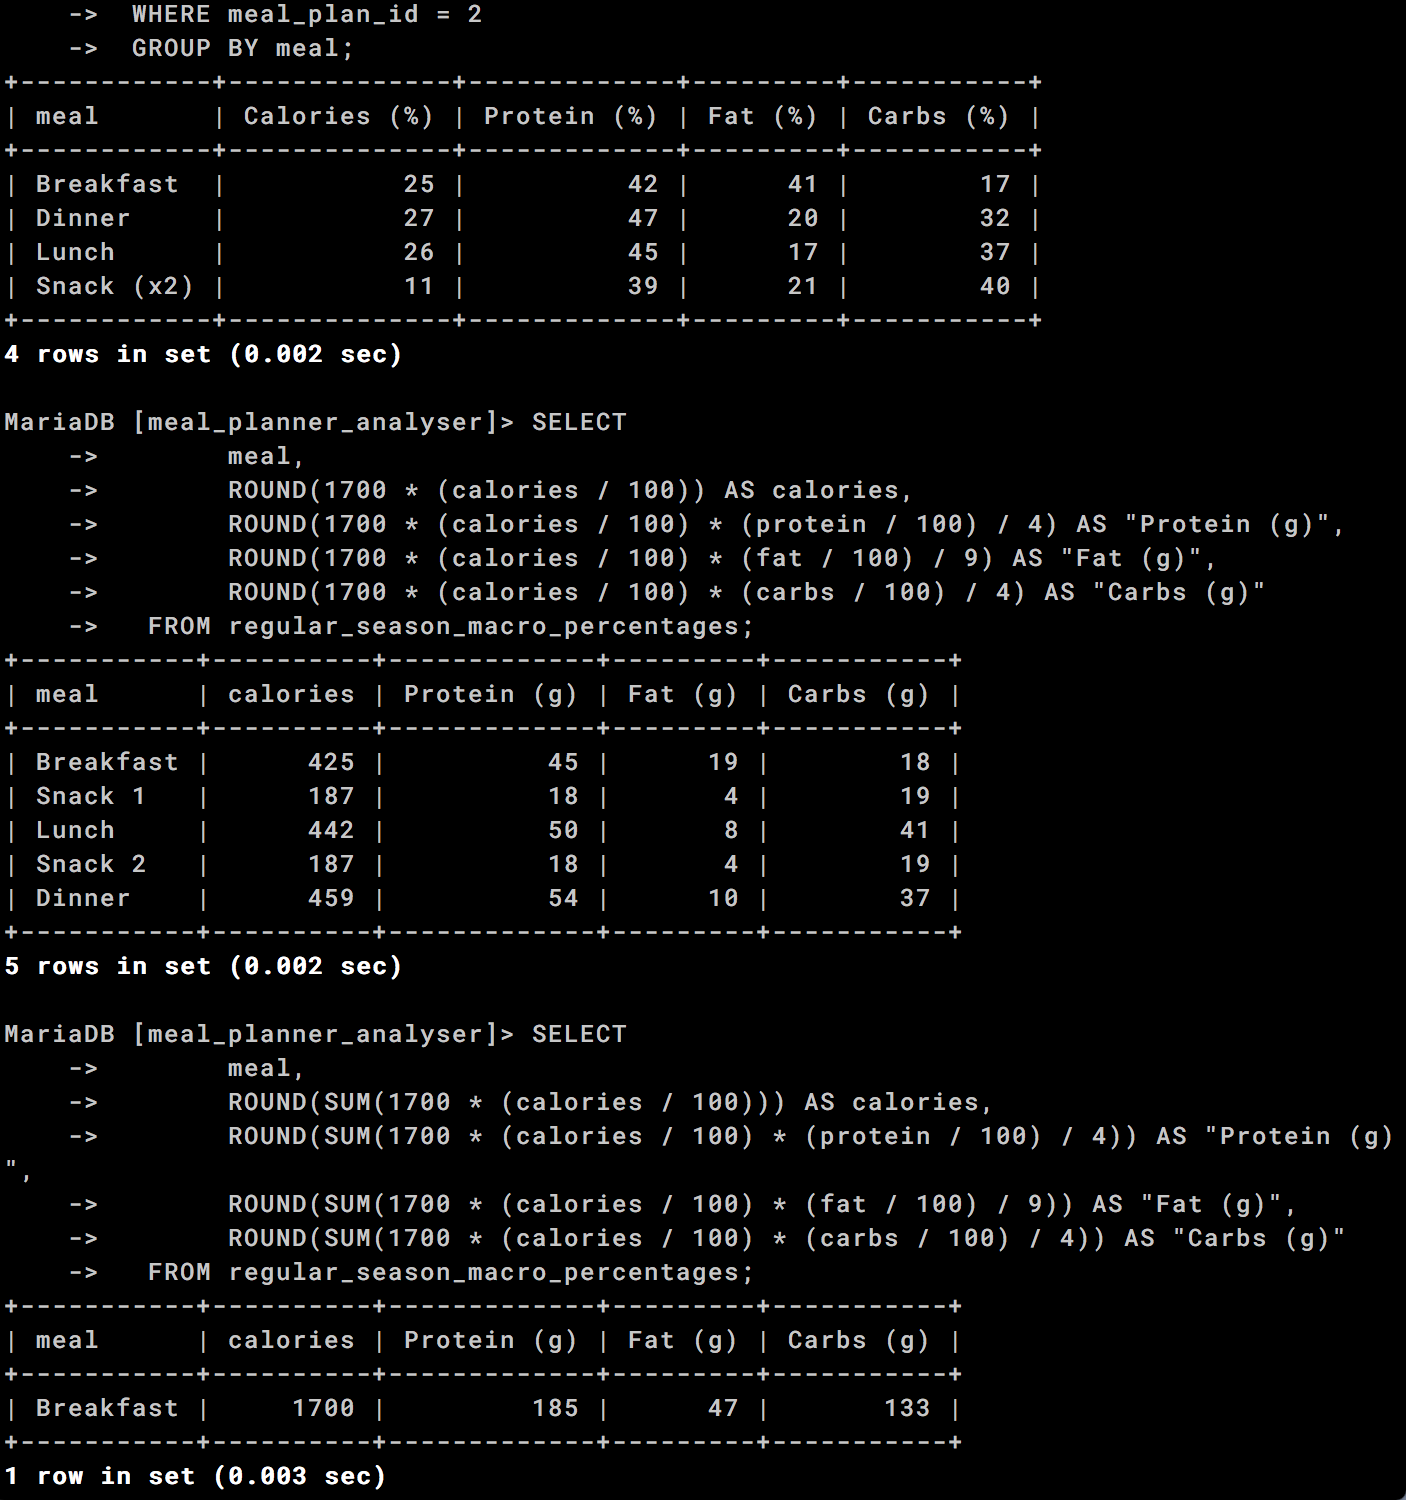 ->  WHERE meal_plan_id = 2
    ->  GROUP BY meal;
+------------+--------------+-------------+---------+-----------+
| meal       | Calories (%) | Protein (%) | Fat (%) | Carbs (%) |
+------------+--------------+-------------+---------+-----------+
| Breakfast  |           25 |          42 |      41 |        17 |
| Dinner     |           27 |          47 |      20 |        32 |
| Lunch      |           26 |          45 |      17 |        37 |
| Snack (x2) |           11 |          39 |      21 |        40 |
+------------+--------------+-------------+---------+-----------+
4 rows in set (0.002 sec)

MariaDB [meal_planner_analyser]> SELECT
    ->        meal,
    ->        ROUND(1700 * (calories / 100)) AS calories,
    ->        ROUND(1700 * (calories / 100) * (protein / 100) / 4) AS "Protein (g)",
    ->        ROUND(1700 * (calories / 100) * (fat / 100) / 9) AS "Fat (g)",
    ->        ROUND(1700 * (calories / 100) * (carbs / 100) / 4) AS "Carbs (g)"
    ->   FROM regular_season_macro_percentages;
+-----------+----------+-------------+---------+-----------+
| meal      | calories | Protein (g) | Fat (g) | Carbs (g) |
+-----------+----------+-------------+---------+-----------+
| Breakfast |      425 |          45 |      19 |        18 |
| Snack 1   |      187 |          18 |       4 |        19 |
| Lunch     |      442 |          50 |       8 |        41 |
| Snack 2   |      187 |          18 |       4 |        19 |
| Dinner    |      459 |          54 |      10 |        37 |
+-----------+----------+-------------+---------+-----------+
5 rows in set (0.002 sec)

MariaDB [meal_planner_analyser]> SELECT
    ->        meal,
    ->        ROUND(SUM(1700 * (calories / 100))) AS calories,
    ->        ROUND(SUM(1700 * (calories / 100) * (protein / 100) / 4)) AS "Protein (g)
",
    ->        ROUND(SUM(1700 * (calories / 100) * (fat / 100) / 9)) AS "Fat (g)",
    ->        ROUND(SUM(1700 * (calories / 100) * (carbs / 100) / 4)) AS "Carbs (g)"
    ->   FROM regular_season_macro_percentages;
+-----------+----------+-------------+---------+-----------+
| meal      | calories | Protein (g) | Fat (g) | Carbs (g) |
+-----------+----------+-------------+---------+-----------+
| Breakfast |     1700 |         185 |      47 |       133 |
+-----------+----------+-------------+---------+-----------+
1 row in set (0.003 sec)